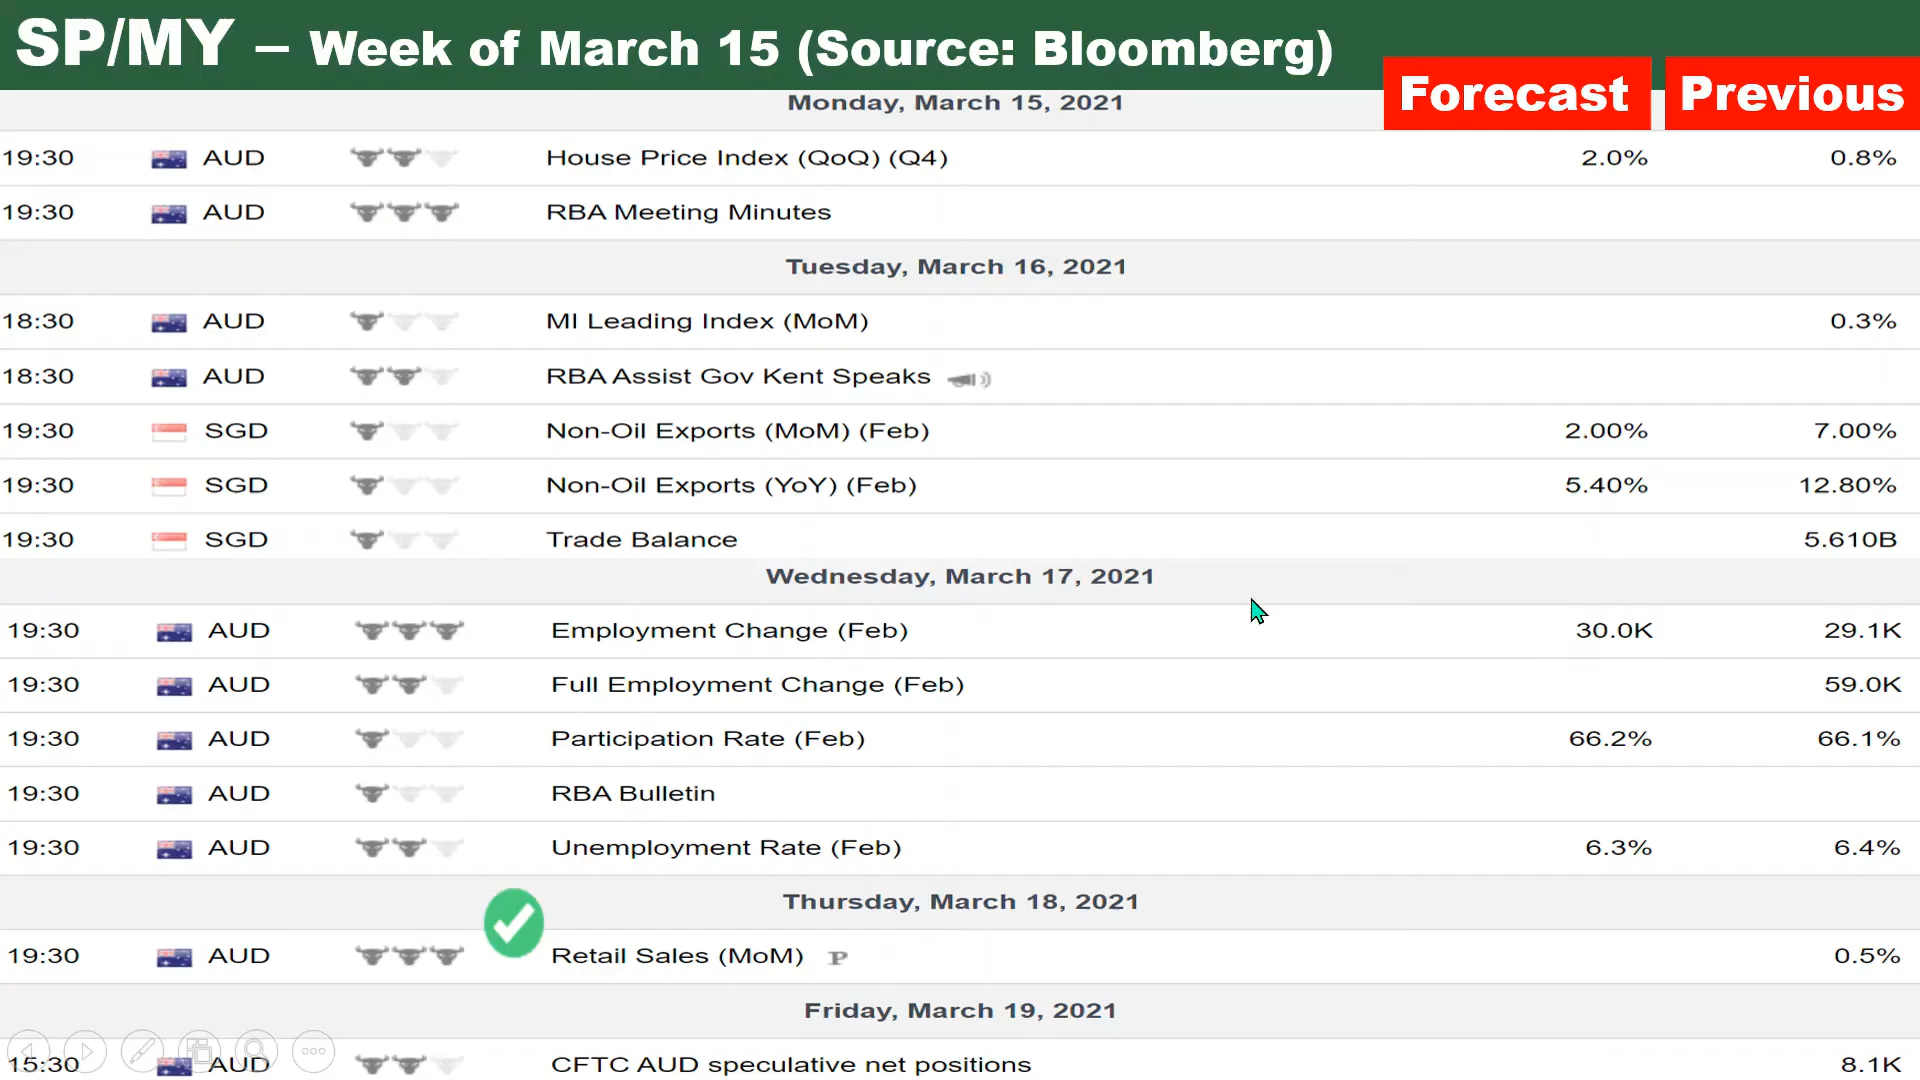 SP/MY – Week of March 15 (Source: Bloomberg)
Forecast Previous
Monday, March 15, 2021
19:30 AUD House Price Index (QoQ) (Q4) 2.0% 0.8%
19:30 AUD RBA Meeting Minutes
Tuesday, March 16, 2021
18:30 AUD MI Leading Index (MoM) 0.3%
18:30 AUD RBA Assist Gov Kent Speaks
19:30 SGD Non-Oil Exports (MoM) (Feb) 2.00% 7.00%
19:30 SGD Non-Oil Exports (YoY) (Feb) 5.40% 12.80%
19:30 SGD Trade Balance 5.610B
Wednesday, March 17, 2021
19:30 AUD Employment Change (Feb) 30.0K 29.1K
19:30 AUD Full Employment Change (Feb) 59.0K
19:30 AUD Participation Rate (Feb) 66.2% 66.1%
19:30 AUD RBA Bulletin
19:30 AUD Unemployment Rate (Feb) 6.3% 6.4%
Thursday, March 18, 2021
19:30 AUD Retail Sales (MoM) P 0.5%
Friday, March 19, 2021
15:30 AUD CFTC AUD speculative net positions 8.1K